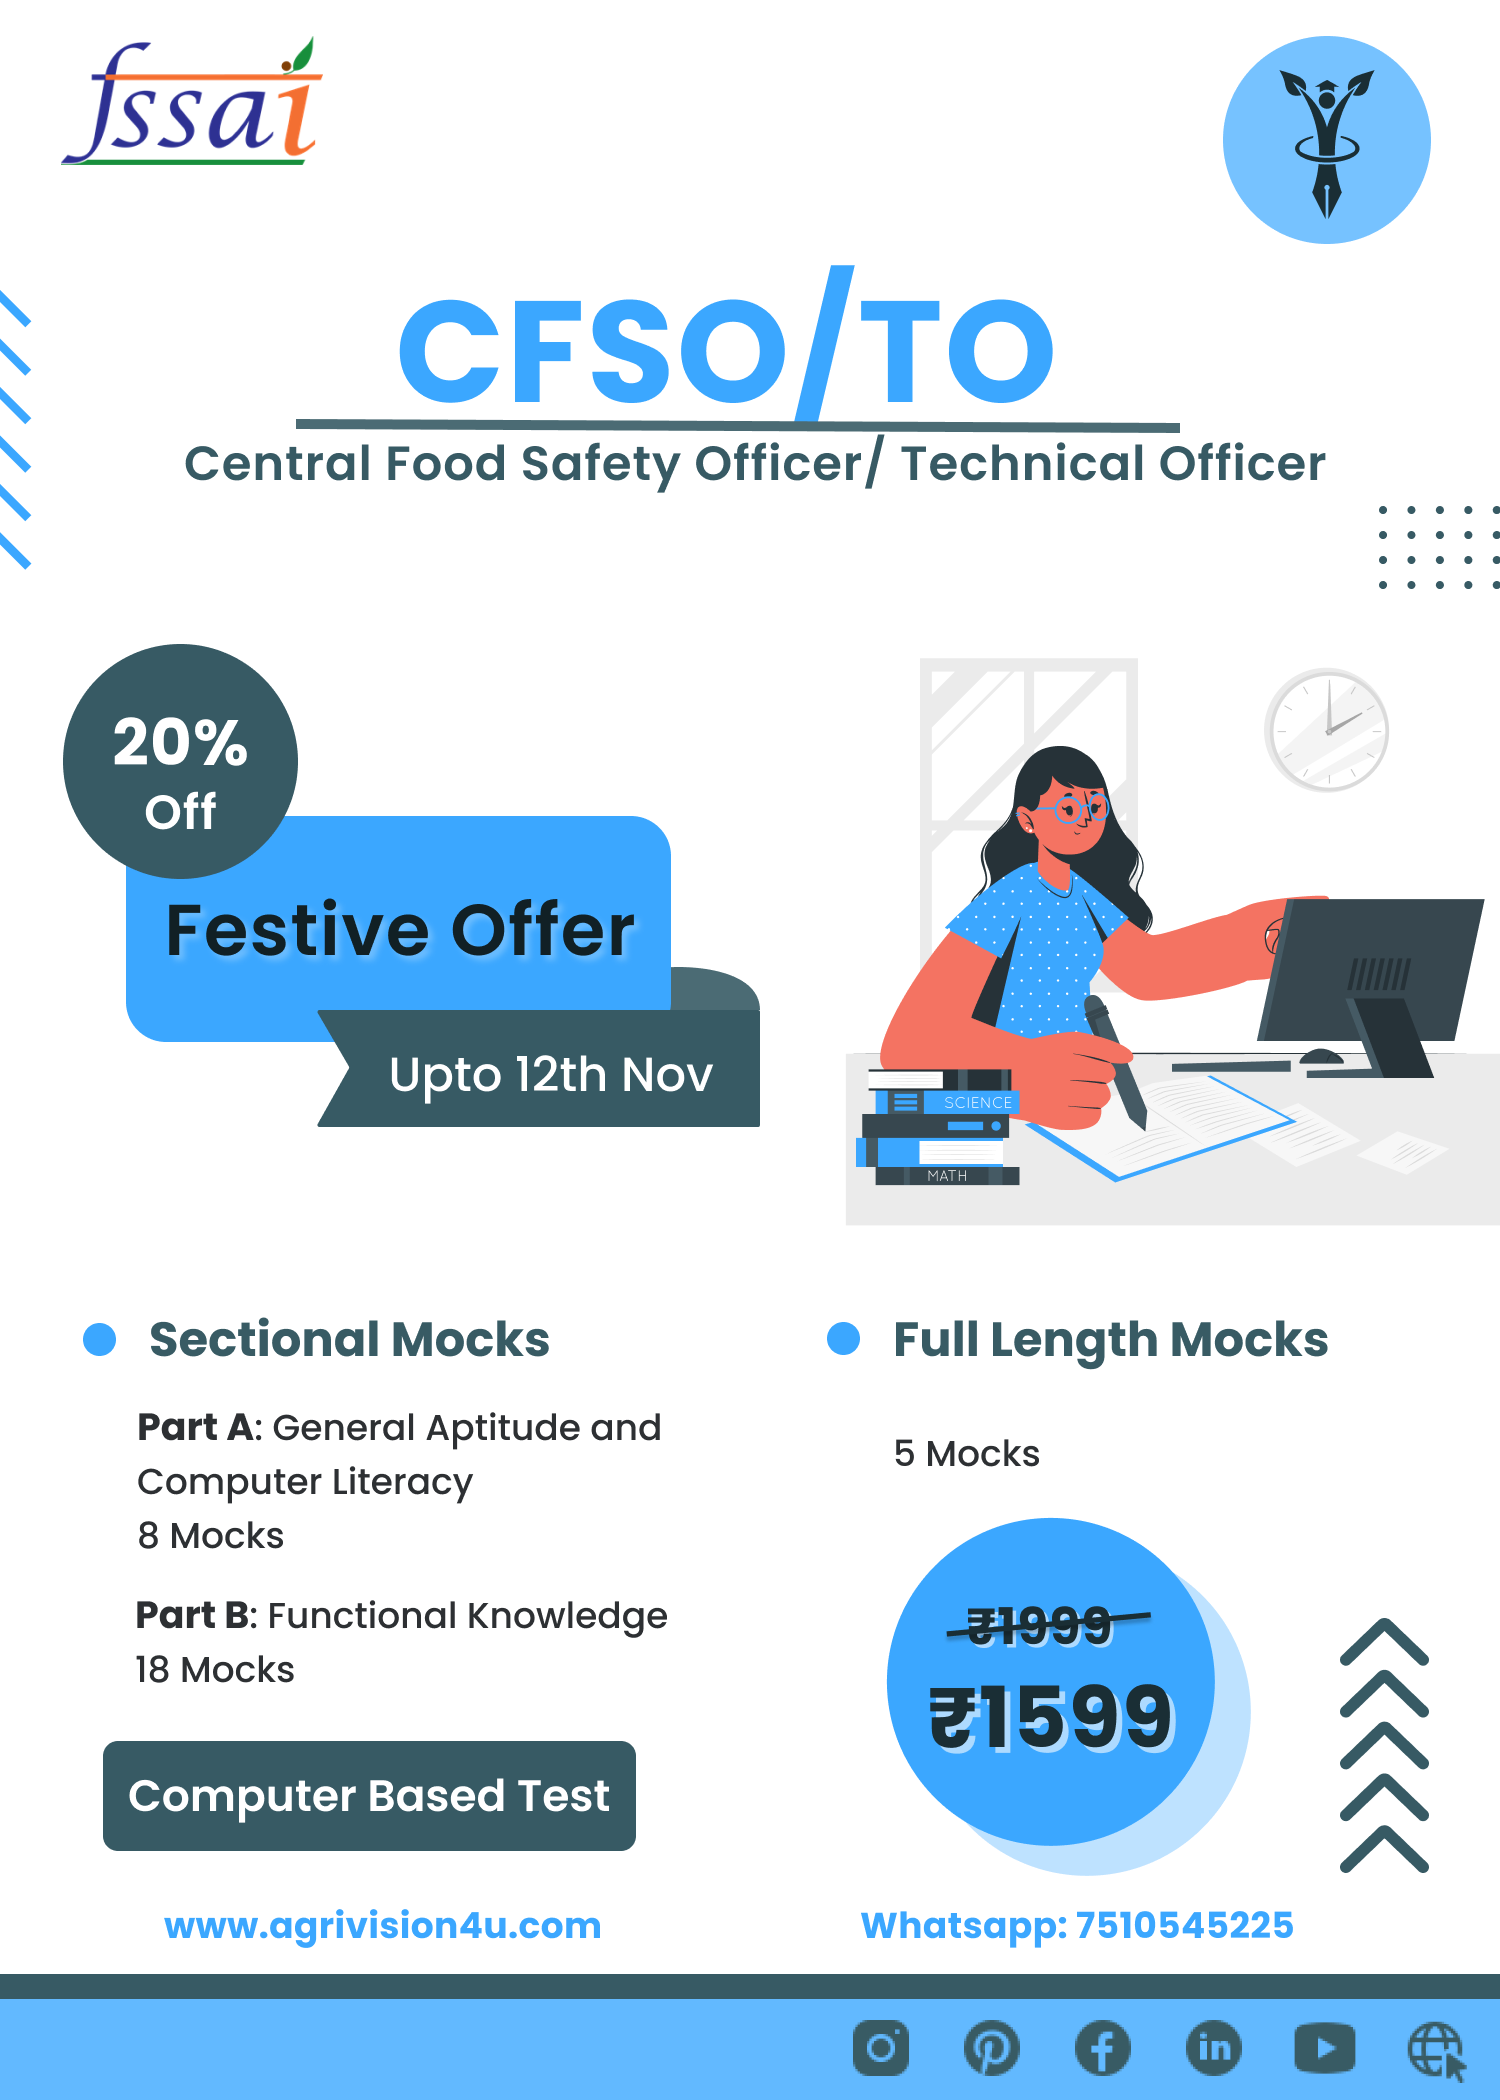 fssai
CFSO/TO
Central Food Safety Officer/ Technical Officer
20%
Off
Festive Offer
Upto 12th Nov
SCIENCE
MATH
Sectional Mocks
Part A: General Aptitude and
Computer Literacy
8 Mocks
Part B: Functional Knowledge
18 Mocks
Computer Based Test
Full Length Mocks
5 Mocks
₹1999
₹1599
www.agrivision4u.com
Whatsapp: 7510545225
in